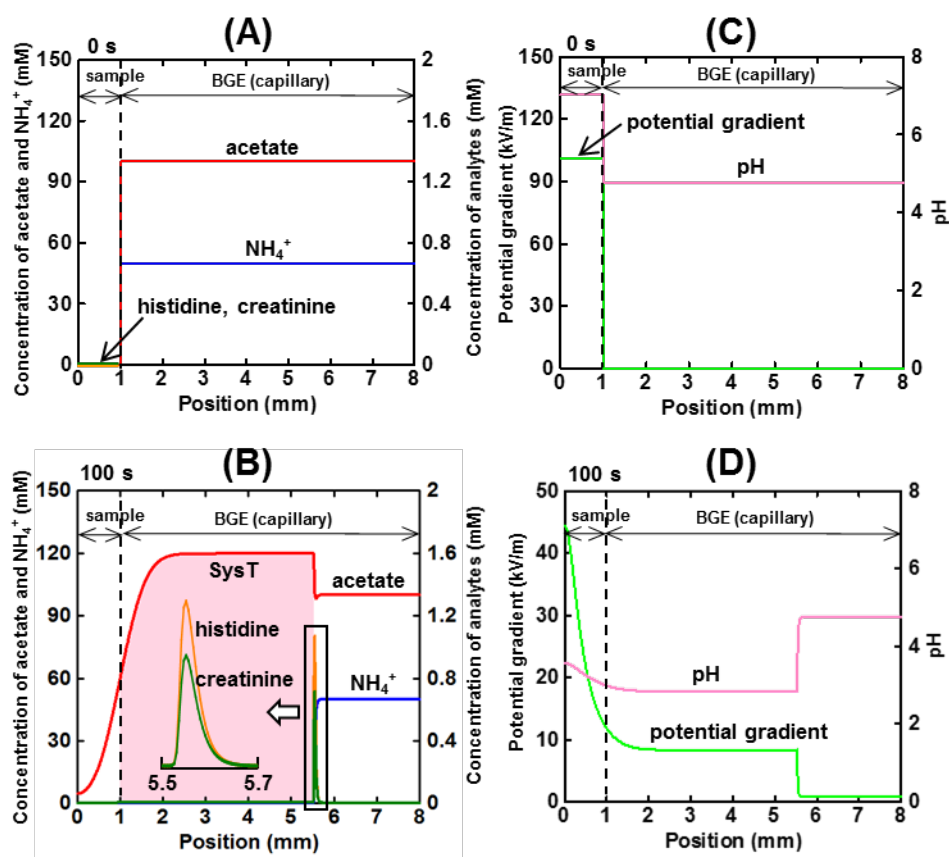 (A)
0 s
sample
BGE (capillary)
acetate
NH₄⁺
histidine, creatinine
Concentration of acetate and NH₄⁺ (mM)
150
120
90
60
30
0
Concentration of analytes (mM)
2
1.6
1.2
0.8
0.4
0
0 1 2 3 4 5 6 7 8
Position (mm)
(C)
0 s
sample
BGE (capillary)
potential gradient
pH
Potential gradient (kV/m)
150
120
90
60
30
0
pH
8
6
4
2
0
0 1 2 3 4 5 6 7 8
Position (mm)
(B)
100 s
sample
BGE (capillary)
SysT
acetate
histidine
creatinine
NH₄⁺
5.5 5.7
Concentration of acetate and NH₄⁺ (mM)
150
120
90
60
30
0
Concentration of analytes (mM)
2
1.6
1.2
0.8
0.4
0
0 1 2 3 4 5 6 7 8
Position (mm)
(D)
100 s
sample
BGE (capillary)
pH
potential gradient
Potential gradient (kV/m)
50
40
30
20
10
0
pH
8
6
4
2
0
0 1 2 3 4 5 6 7 8
Position (mm)